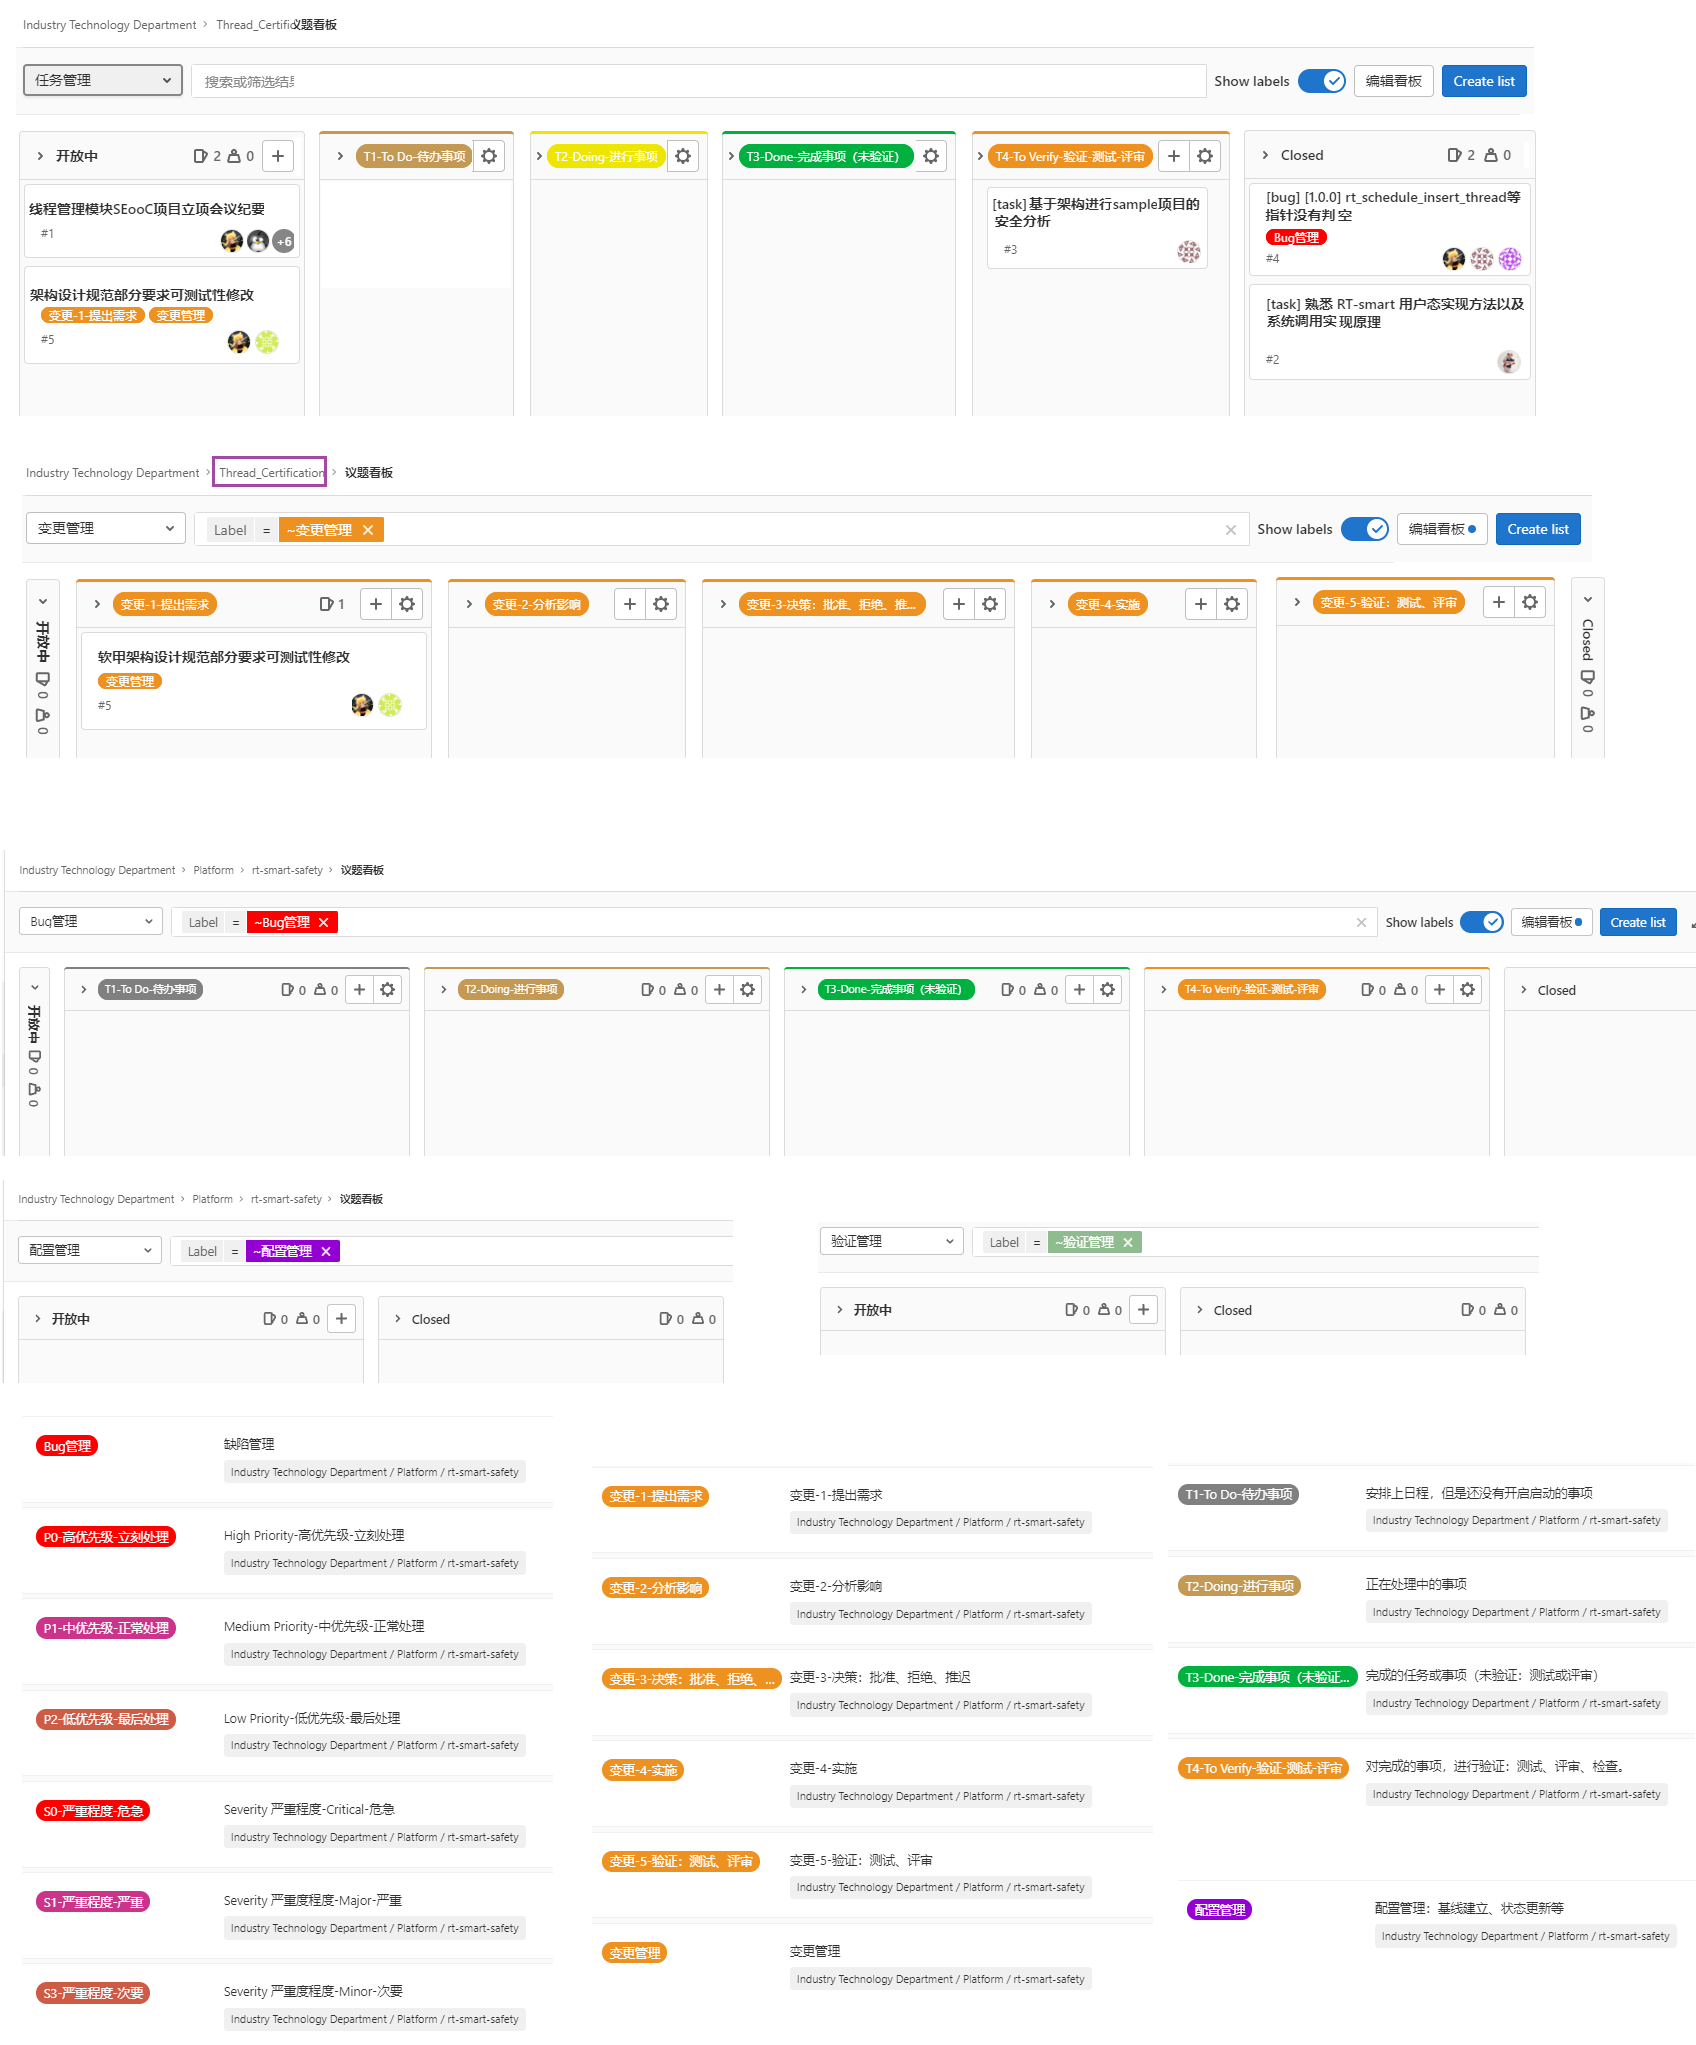 Industry Technology Department > Thread_Certific 议题看板
任务管理 搜索或筛选结 Show labels 编辑看板 Create list
开放中 2 0
T1-To Do-待办事项
T2-Doing-进行事项
T3-Done-完成事项（未验证）
T4-To Verify-验证-测试-评审
Closed 2 0
线程管理模块SEooC项目立项会议纪要
#1
+6
架构设计规范部分要求可测试性修改
变更-1-提出需求 变更管理
#5
[task]基于架构进行sample项目的
安全分析
#3
[bug] [1.0.0] rt_schedule_insert_thread等
指针没有判空
Bug管理
#4
[task] 熟悉 RT-smart 用户态实现方法以及
系统调用实现原理
#2
Industry Technology Department > Thread_Certification > 议题看板
变更管理 Label = ~变更管理 Show labels 编辑看板 Create list
开放中 0 0
变更-1-提出需求 1
变更-2-分析影响
变更-3-决策：批准、拒绝、推...
变更-4-实施
变更-5-验证：测试、评审
Closed 0 0
软甲架构设计规范部分要求可测试性修改
变更管理
#5
Industry Technology Department > Platform > rt-smart-safety > 议题看板
Bug管理 Label = ~Bug管理 Show labels 编辑看板 Create list
开放中 0 0
T1-To Do-待办事项 0 0
T2-Doing-进行事项 0 0
T3-Done-完成事项（未验证） 0 0
T4-To Verify-验证-测试-评审 0 0
Closed
Industry Technology Department > Platform > rt-smart-safety > 议题看板
配置管理 Label = ~配置管理
开放中 0 0
Closed 0 0
验证管理 Label = ~验证管理
开放中 0 0
Closed 0 0
Bug管理 缺陷管理
Industry Technology Department / Platform / rt-smart-safety
P0-高优先级-立刻处理 High Priority-高优先级-立刻处理
Industry Technology Department / Platform / rt-smart-safety
P1-中优先级-正常处理 Medium Priority-中优先级-正常处理
Industry Technology Department / Platform / rt-smart-safety
P2-低优先级-最后处理 Low Priority-低优先级-最后处理
Industry Technology Department / Platform / rt-smart-safety
S0-严重程度-危急 Severity 严重程度-Critical-危急
Industry Technology Department / Platform / rt-smart-safety
S1-严重程度-严重 Severity 严重度程度-Major-严重
Industry Technology Department / Platform / rt-smart-safety
S3-严重程度-次要 Severity 严重度程度-Minor-次要
Industry Technology Department / Platform / rt-smart-safety
变更-1-提出需求 变更-1-提出需求
Industry Technology Department / Platform / rt-smart-safety
变更-2-分析影响 变更-2-分析影响
Industry Technology Department / Platform / rt-smart-safety
变更-3-决策：批准、拒绝、... 变更-3-决策：批准、拒绝、推迟
Industry Technology Department / Platform / rt-smart-safety
变更-4-实施 变更-4-实施
Industry Technology Department / Platform / rt-smart-safety
变更-5-验证：测试、评审 变更-5-验证：测试、评审
Industry Technology Department / Platform / rt-smart-safety
变更管理 变更管理
Industry Technology Department / Platform / rt-smart-safety
T1-To Do-待办事项 安排上日程，但是还没有开启启动的事项
Industry Technology Department / Platform / rt-smart-safety
T2-Doing-进行事项 正在处理中的事项
Industry Technology Department / Platform / rt-smart-safety
T3-Done-完成事项（未验证... 完成的任务或事项（未验证：测试或评审）
Industry Technology Department / Platform / rt-smart-safety
T4-To Verify-验证-测试-评审 对完成的事项，进行验证：测试、评审、检查。
Industry Technology Department / Platform / rt-smart-safety
配置管理 配置管理：基线建立、状态更新等
Industry Technology Department / Platform / rt-smart-safety